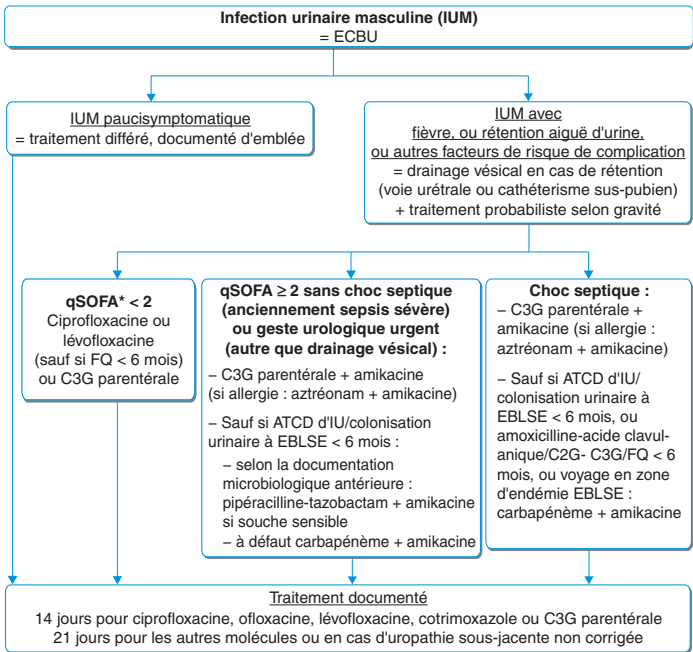 Infection urinaire masculine (IUM)
= ECBU
IUM paucisymptomatique
= traitement différé, documenté d'emblée
IUM avec
fièvre, ou rétention aiguë d'urine,
ou autres facteurs de risque de complication
= drainage vésical en cas de rétention
(voie urétrale ou cathéterisme sus-pubien)
+ traitement probabiliste selon gravité
qSOFA* < 2
Ciprofloxacine ou
lévofloxacine
(sauf si FQ < 6 mois)
ou C3G parentérale
qSOFA ≥ 2 sans choc septique
(anciennement sepsis sévère)
ou geste urologique urgent
(autre que drainage vésical) :
– C3G parentérale + amikacine
(si allergie : aztréonam + amikacine)
– Sauf si ATCD d'IU/colonisation
urinaire à EBLSE < 6 mois :
– selon la documentation
microbiologique antérieure :
pipéracilline-tazobactam + amikacine
si souche sensible
– à défaut carbapénème + amikacine
Choc septique :
– C3G parentérale +
amikacine (si allergie :
aztréonam + amikacine)
– Sauf si ATCD d'IU/
colonisation urinaire à
EBLSE < 6 mois, ou
amoxicilline-acide clavul-
anique/C2G- C3G/FQ < 6
mois, ou voyage en zone
d'endémie EBLSE :
carbapénème + amikacine
Traitement documenté
14 jours pour ciprofloxacine, ofloxacine, lévofloxacine, cotrimoxazole ou C3G parentérale
21 jours pour les autres molécules ou en cas d'uropathie sous-jacente non corrigée